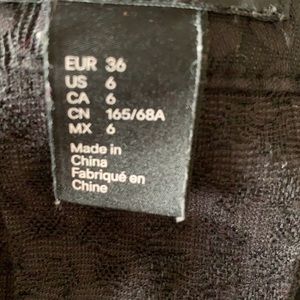 EUR 36
US 6
CA 6
CN 165/68A
MX 6
Made in
China
Fabriqué en
Chine